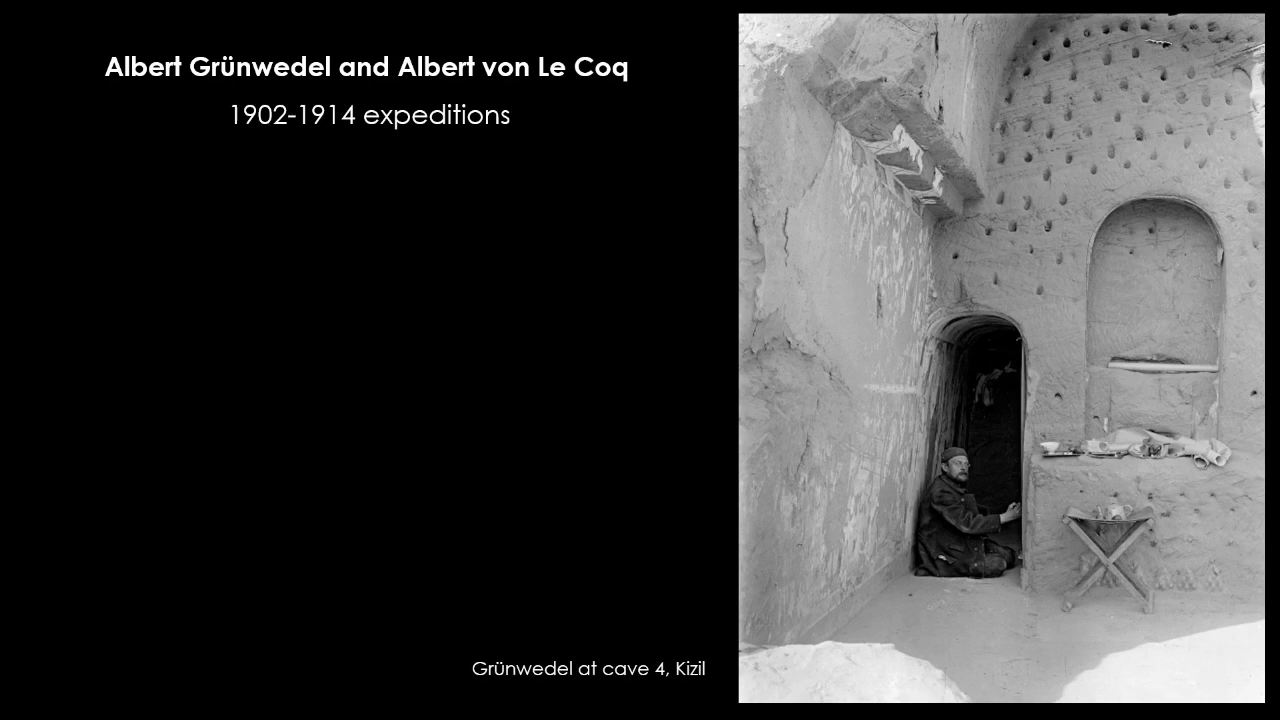 Albert Grünwedel and Albert von Le Coq
1902-1914 expeditions
Grünwedel at cave 4, Kizil